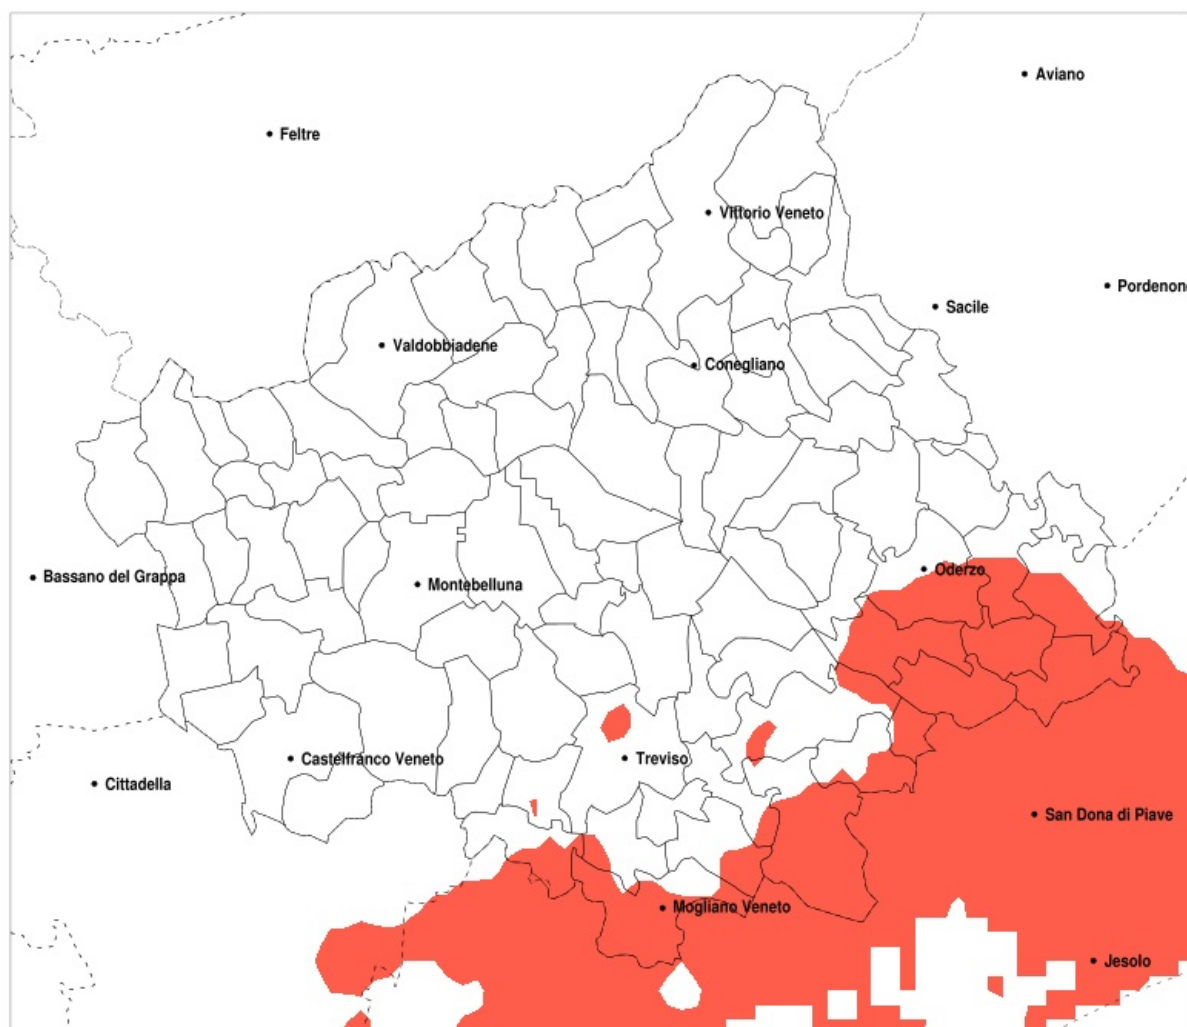 Aviano
Feltre
Vittorio Veneto
Pordenon
Sacile
Valdobbiadene
Conegliano
Oderzo
Bassano del Grappa
Montebelluna
Castelfranco Veneto
Treviso
Cittadella
San Dona di Piave
Mogliano Veneto
Jesolo